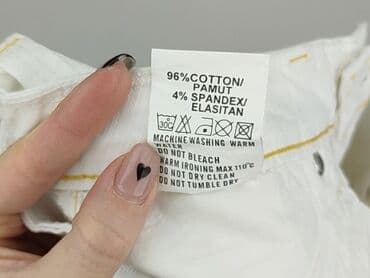 96%COTTON/
PAMUT
4% SPANDEX/
ELASITAN
30C
MACHINE WASHING WARM
WATER
DO NOT BLEACH
WARM IRONING MAX 110°C
DO NOT DRY CLEAN
DO NOT TUMBLE DRY